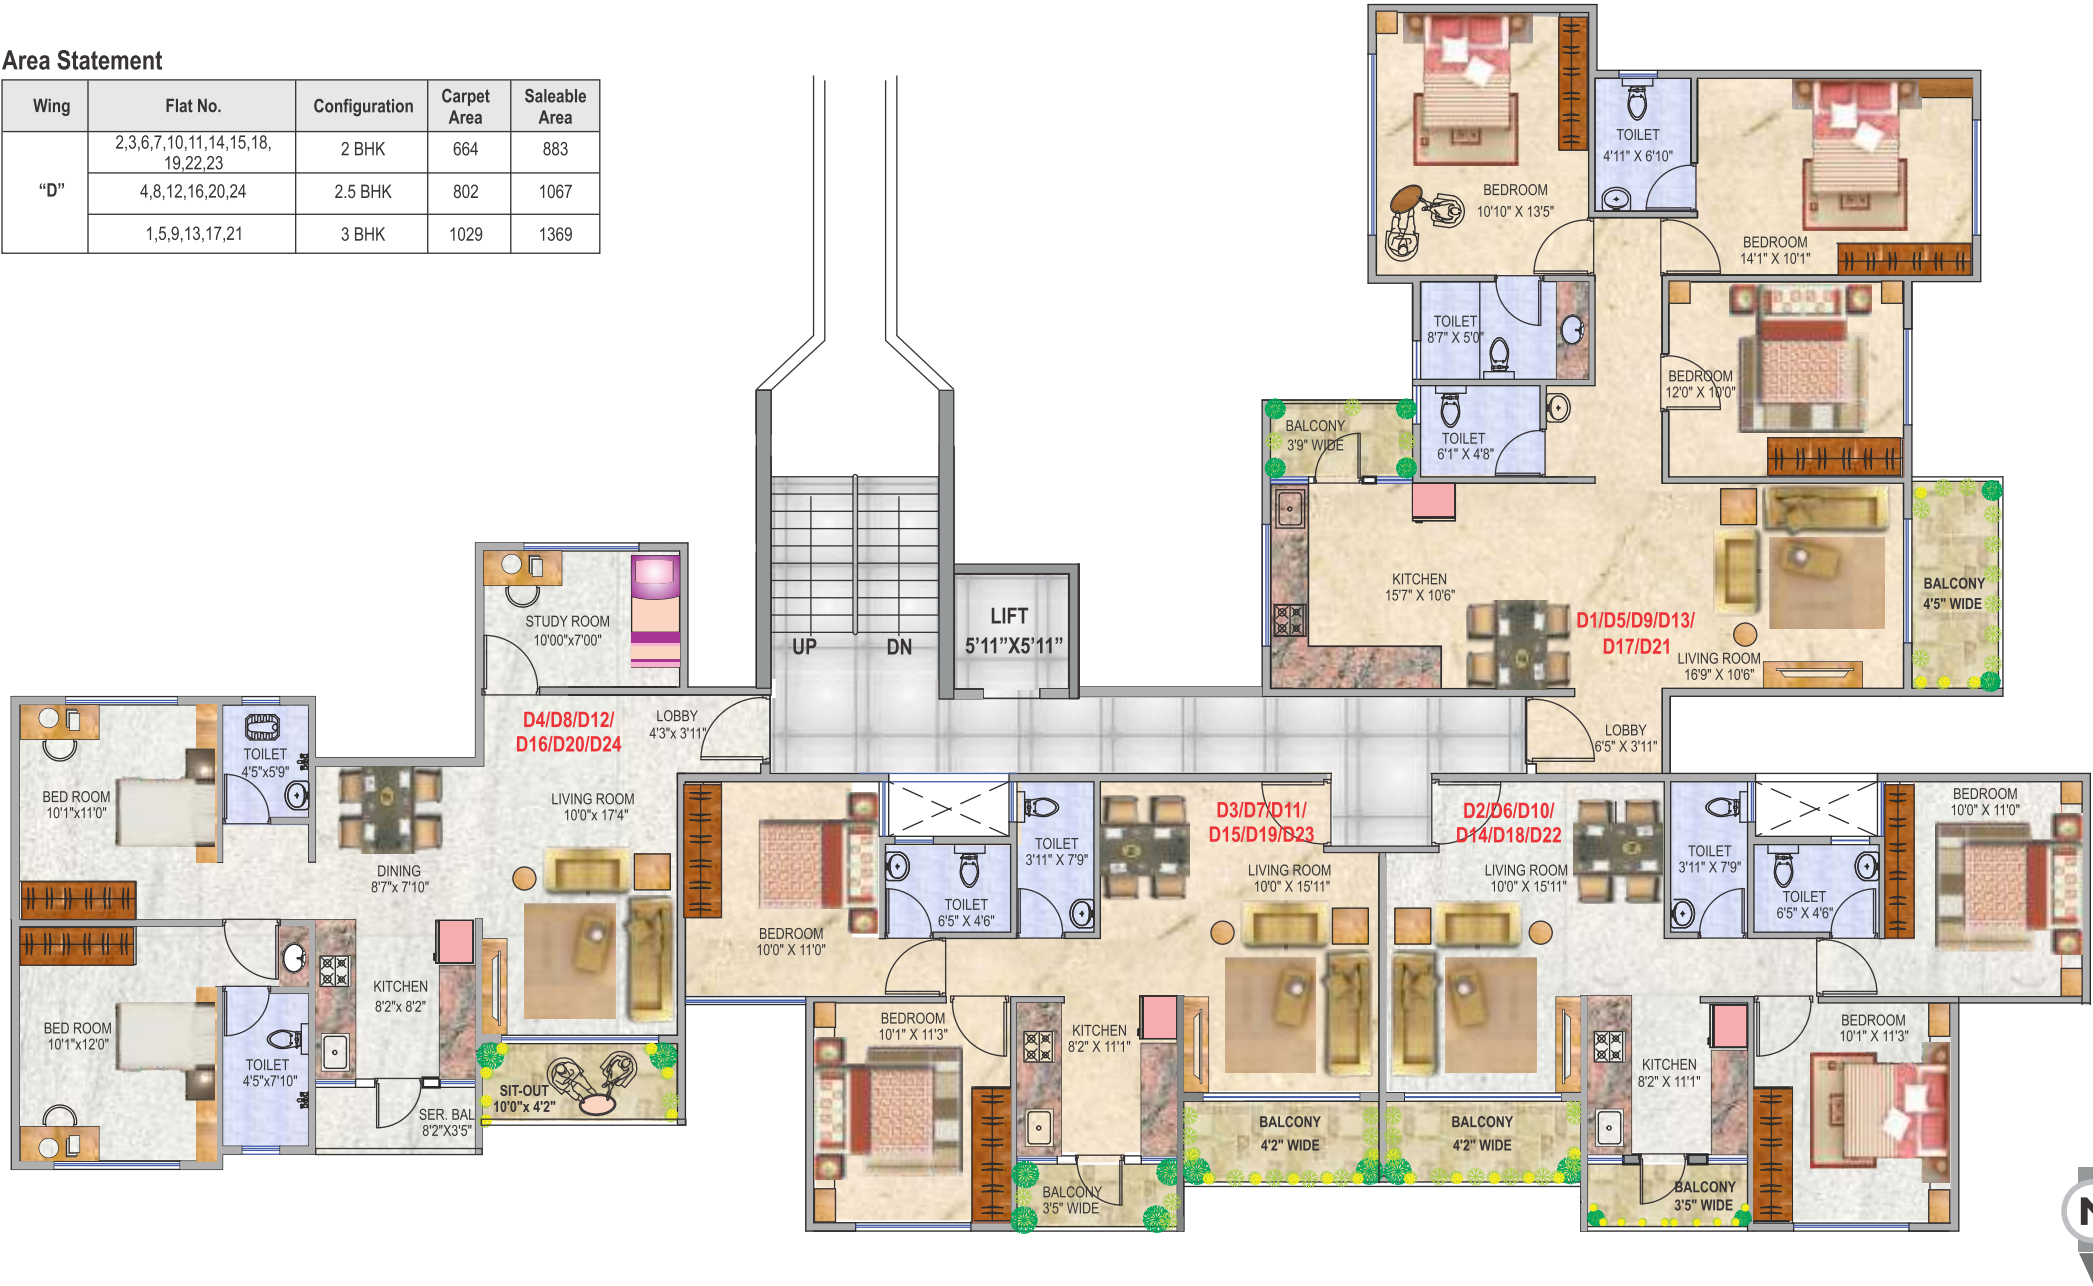 Area Statement
Wing Flat No. Configuration Carpet Area Saleable Area
"D"
2,3,6,7,10,11,14,15,18,
19,22,23
2 BHK 664 883
4,8,12,16,20,24 2.5 BHK 802 1067
1,5,9,13,17,21 3 BHK 1029 1369
BEDROOM
10'10" X 13'5"
TOILET
4'11" X 6'10"
BEDROOM
14'1" X 10'1"
TOILET
8'7" X 5'0"
BEDROOM
12'0" X 10'0"
BALCONY
3'9" WIDE
TOILET
6'1" X 4'8"
KITCHEN
15'7" X 10'6"
D1/D5/D9/D13/
D17/D21
LIVING ROOM
16'9" X 10'6"
BALCONY
4'5" WIDE
LOBBY
6'5" X 3'11"
UP
DN
LIFT
5'11"X5'11"
STUDY ROOM
10'00"x7'00"
D4/D8/D12/
D16/D20/D24
LOBBY
4'3"x 3'11"
BED ROOM
10'1"x11'0"
TOILET
4'5"x5'9"
LIVING ROOM
10'0"x 17'4"
DINING
8'7"x 7'10"
KITCHEN
8'2"x 8'2"
BED ROOM
10'1"x12'0"
TOILET
4'5"x7'10"
SER. BAL
8'2"X3'5"
SIT-OUT
10'0"x 4'2"
BEDROOM
10'0" X 11'0"
TOILET
6'5" X 4'6"
TOILET
3'11" X 7'9"
D3/D7/D11/
D15/D19/D23
LIVING ROOM
10'0" X 15'11"
BEDROOM
10'1" X 11'3"
KITCHEN
8'2" X 11'1"
BALCONY
3'5" WIDE
BALCONY
4'2" WIDE
D2/D6/D10/
D14/D18/D22
LIVING ROOM
10'0" X 15'11"
TOILET
3'11" X 7'9"
TOILET
6'5" X 4'6"
BEDROOM
10'0" X 11'0"
KITCHEN
8'2" X 11'1"
BEDROOM
10'1" X 11'3"
BALCONY
4'2" WIDE
BALCONY
3'5" WIDE
N